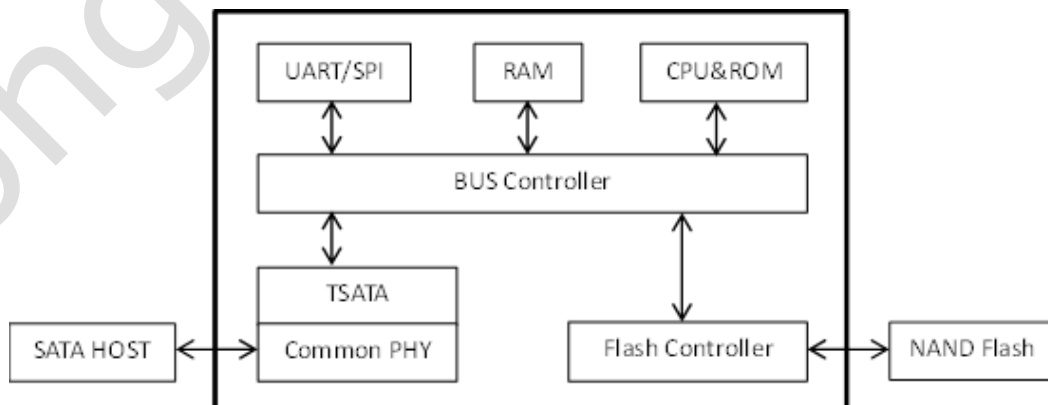 UART/SPI
RAM
CPU&ROM
BUS Controller
TSATA
SATA HOST
Common PHY
Flash Controller
NAND Flash